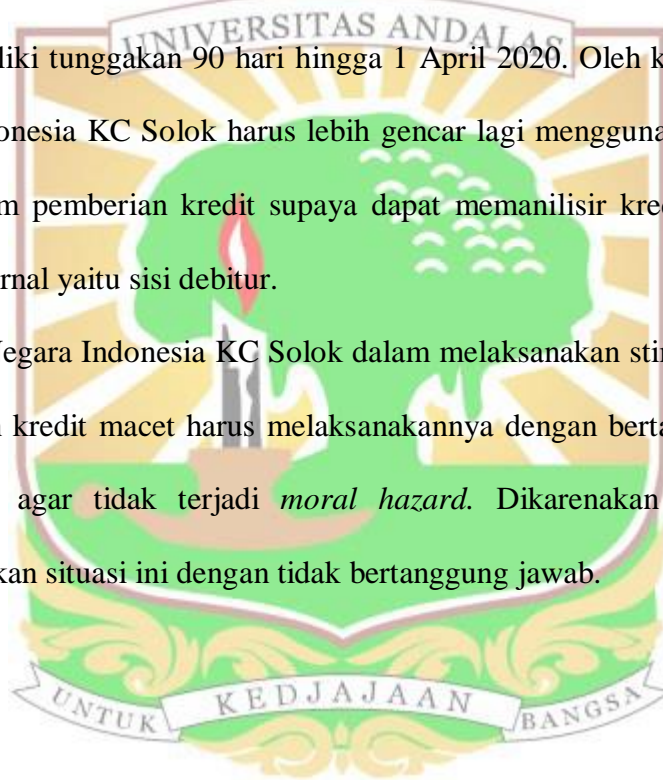 UNIVERSITAS ANDALAS
liki tunggakan 90 hari hingga 1 April 2020. Oleh k
onesia KC Solok harus lebih gencar lagi mengguna
m pemberian kredit supaya dapat memanilisir kred
rnal yaitu sisi debitur.
Negara Indonesia KC Solok dalam melaksanakan stin
n kredit macet harus melaksanakannya dengan berta
agar tidak terjadi moral hazard. Dikarenakan
kan situasi ini dengan tidak bertanggung jawab.
UNTUK KEDJAJAAN BANGSA